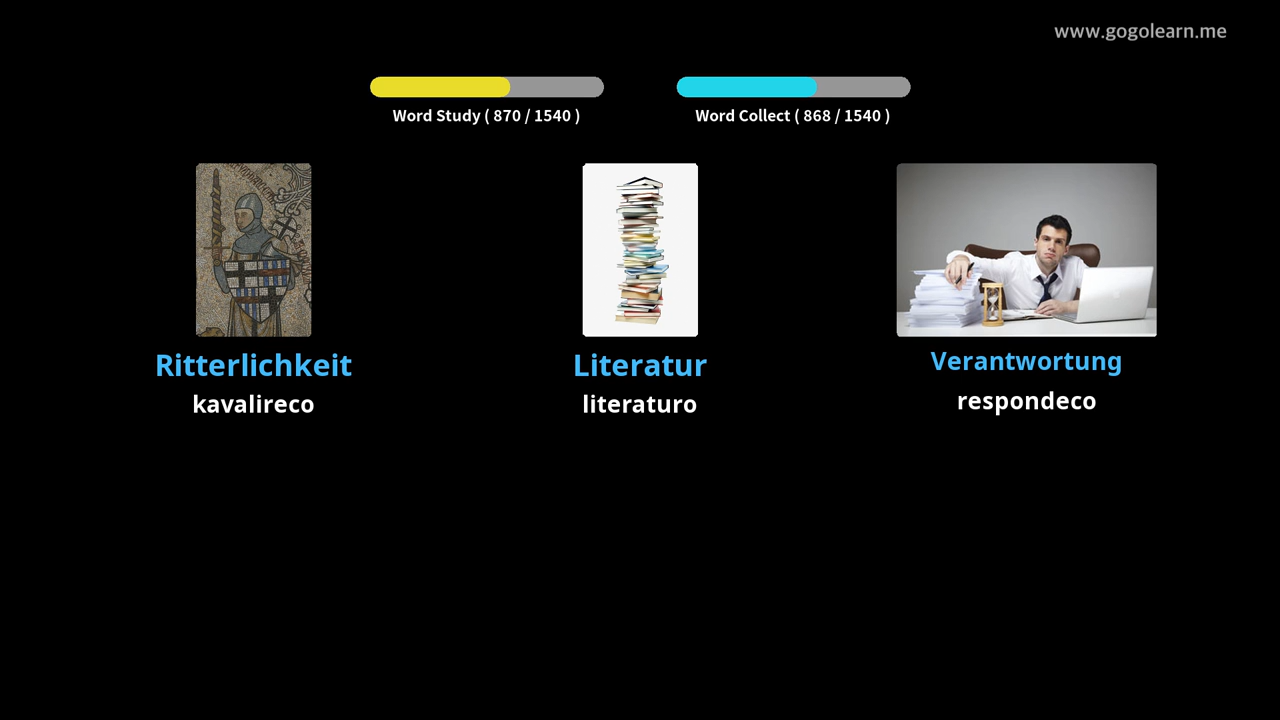 www.gogolearn.me
Word Study ( 870 / 1540 )
Word Collect ( 868 / 1540 )
Ritterlichkeit
kavalireco
Literatur
literaturo
Verantwortung
respondeco